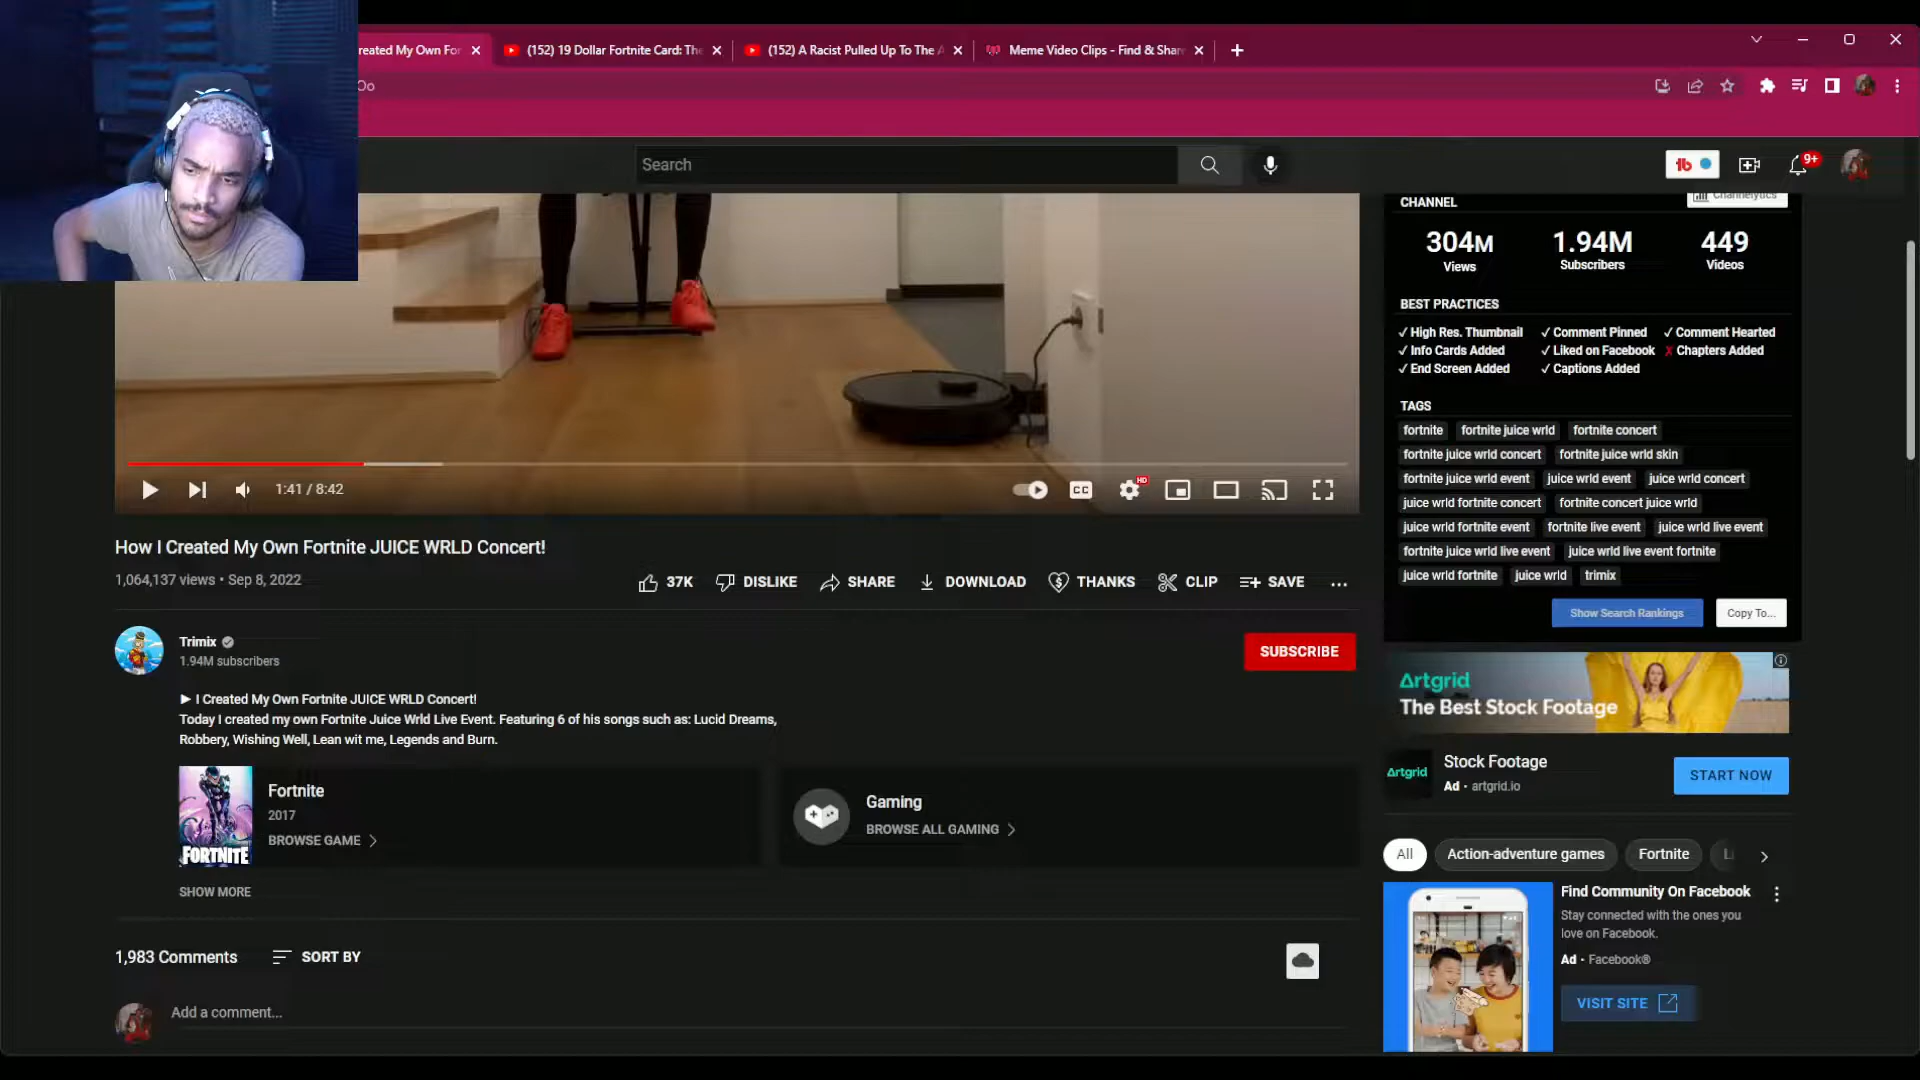 reated My Own For
(152) 19 Dollar Fortnite Card: The
(152) A Racist Pulled Up To The A
Meme Video Clips - Find & Shar
Oo
Search
9+
CHANNEL
Channelytics
304M
Views
1.94M
Subscribers
449
Videos
BEST PRACTICES
✓ High Res. Thumbnail
✓ Comment Pinned
✓ Comment Hearted
✓ Info Cards Added
✓ Liked on Facebook
✗ Chapters Added
✓ End Screen Added
✓ Captions Added
TAGS
fortnite
fortnite juice wrld
fortnite concert
fortnite juice wrld concert
fortnite juice wrld skin
fortnite juice wrld event
juice wrld event
juice wrld concert
juice wrld fortnite concert
fortnite concert juice wrld
juice wrld fortnite event
fortnite live event
juice wrld live event
fortnite juice wrld live event
juice wrld live event fortnite
juice wrld fortnite
juice wrld
trimix
Show Search Rankings
Copy To...
1:41 / 8:42
CC
HD
How I Created My Own Fortnite JUICE WRLD Concert!
1,064,137 views • Sep 8, 2022
37K
DISLIKE
SHARE
DOWNLOAD
THANKS
CLIP
SAVE
Trimix
1.94M subscribers
SUBSCRIBE
► I Created My Own Fortnite JUICE WRLD Concert!
Today I created my own Fortnite Juice Wrld Live Event. Featuring 6 of his songs such as: Lucid Dreams,
Robbery, Wishing Well, Lean wit me, Legends and Burn.
FORTNITE
Fortnite
2017
BROWSE GAME
Gaming
BROWSE ALL GAMING
SHOW MORE
1,983 Comments
SORT BY
Add a comment...
Artgrid
The Best Stock Footage
Artgrid
Stock Footage
Ad • artgrid.io
START NOW
All
Action-adventure games
Fortnite
Find Community On Facebook
Stay connected with the ones you
love on Facebook.
Ad • Facebook®
VISIT SITE